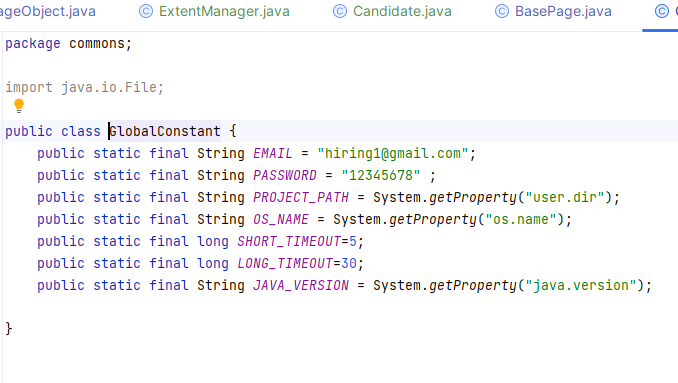 ageObject.java ExtentManager.java Candidate.java BasePage.java
package commons;
import java.io.File;
public class GlobalConstant {
public static final String EMAIL = "hiring1@gmail.com";
public static final String PASSWORD = "12345678" ;
public static final String PROJECT_PATH = System.getProperty("user.dir");
public static final String OS_NAME = System.getProperty("os.name");
public static final long SHORT_TIMEOUT=5;
public static final long LONG_TIMEOUT=30;
public static final String JAVA_VERSION = System.getProperty("java.version");
}